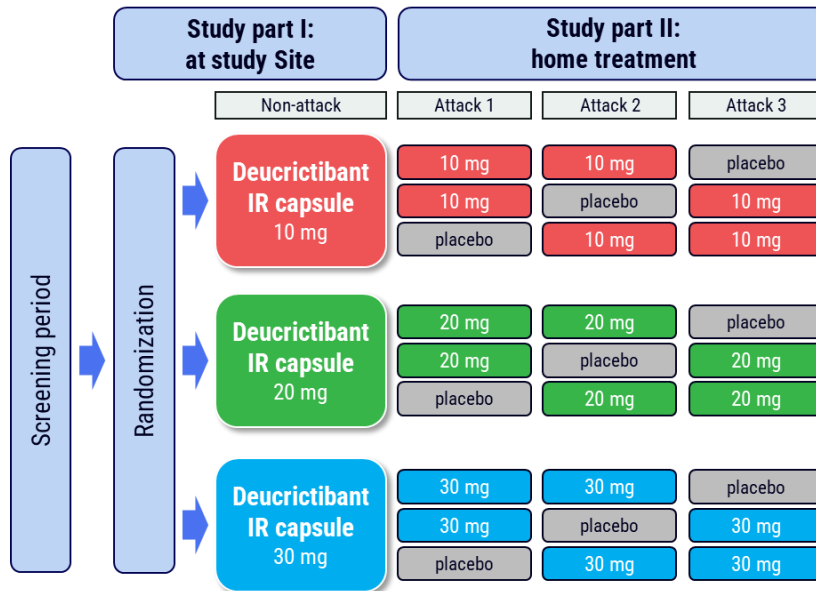 Study part I:
at study Site
Study part II:
home treatment
Non-attack
Attack 1
Attack 2
Attack 3
Screening period
Randomization
Deucrictibant
IR capsule
10 mg
10 mg
10 mg
placebo
10 mg
placebo
10 mg
placebo
10 mg
10 mg
Deucrictibant
IR capsule
20 mg
20 mg
20 mg
placebo
20 mg
placebo
20 mg
placebo
20 mg
20 mg
Deucrictibant
IR capsule
30 mg
30 mg
30 mg
placebo
30 mg
placebo
30 mg
placebo
30 mg
30 mg